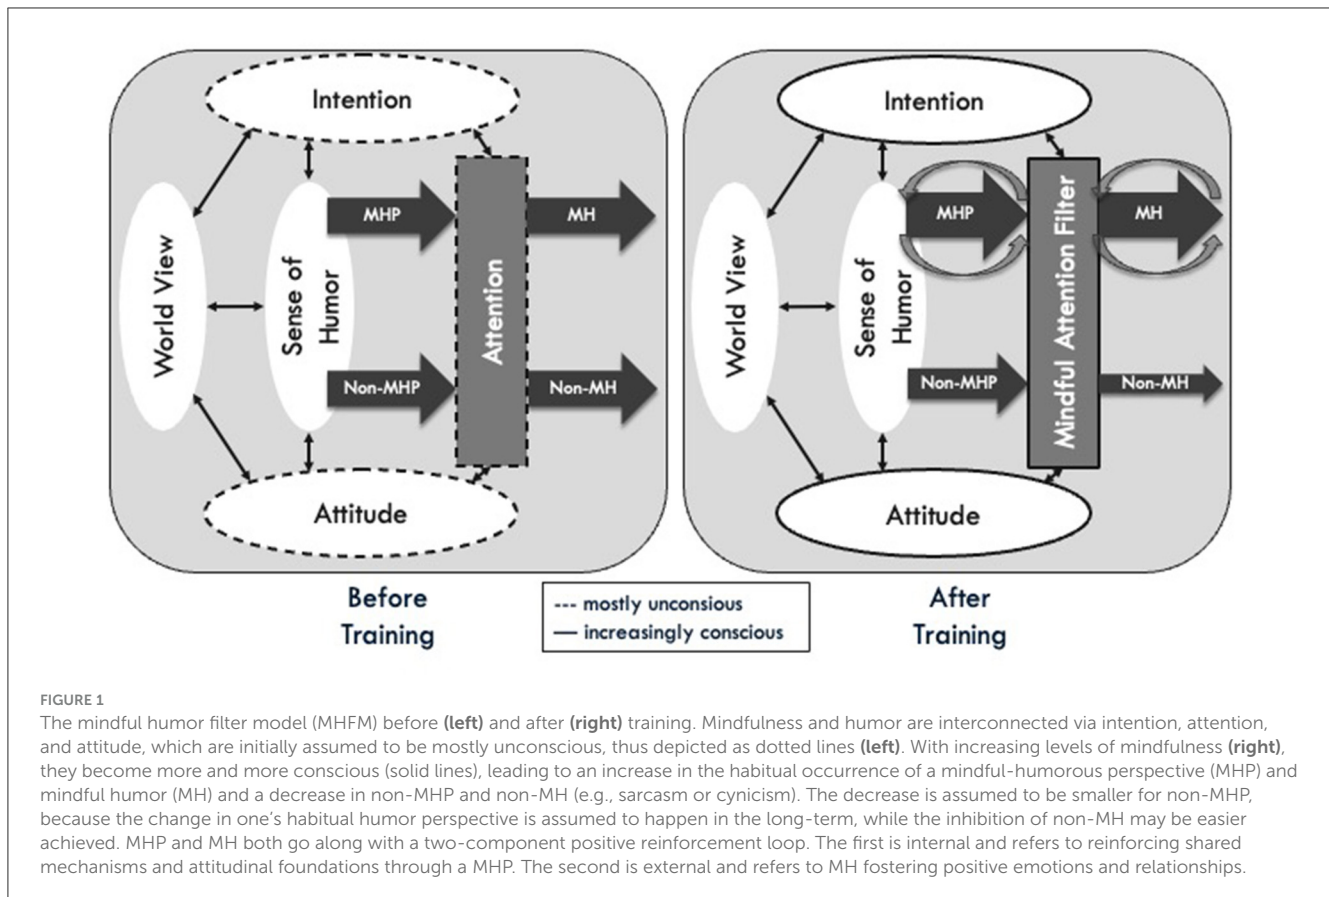 Intention
MHP
MH
World View
Sense of
Humor
Attention
Non-MHP
Non-MH
Attitude
Before
Training
Intention
MHP
MH
World View
Sense of
Humor
Mindful Attention Filter
Non-MHP
Non-MH
Attitude
After
Training
--- mostly unconsious
— increasingly conscious
FIGURE 1
The mindful humor filter model (MHFM) before (left) and after (right) training. Mindfulness and humor are interconnected via intention, attention,
and attitude, which are initially assumed to be mostly unconscious, thus depicted as dotted lines (left). With increasing levels of mindfulness (right),
they become more and more conscious (solid lines), leading to an increase in the habitual occurrence of a mindful-humorous perspective (MHP) and
mindful humor (MH) and a decrease in non-MHP and non-MH (e.g., sarcasm or cynicism). The decrease is assumed to be smaller for non-MHP,
because the change in one's habitual humor perspective is assumed to happen in the long-term, while the inhibition of non-MH may be easier
achieved. MHP and MH both go along with a two-component positive reinforcement loop. The first is internal and refers to reinforcing shared
mechanisms and attitudinal foundations through a MHP. The second is external and refers to MH fostering positive emotions and relationships.